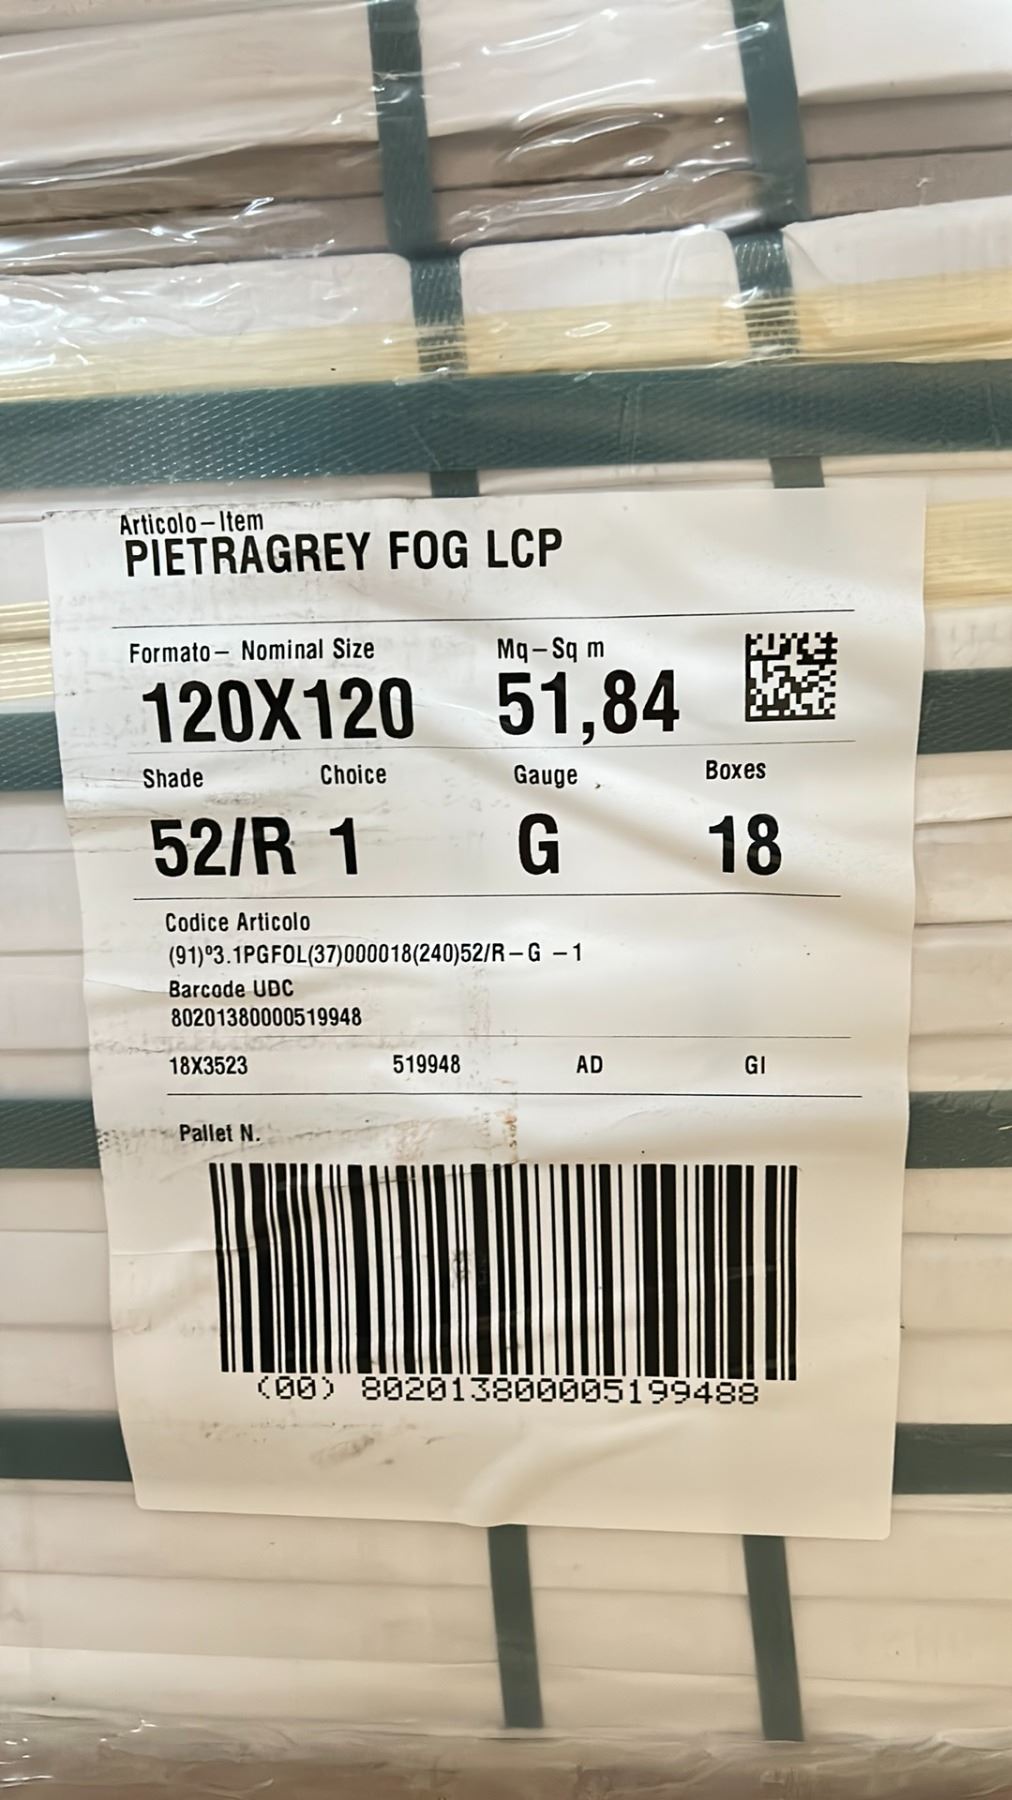 Articolo–Item
PIETRAGREY FOG LCP
Formato– Nominal Size Mq–Sq m
120X120 51,84
Shade Choice Gauge Boxes
52/R 1 G 18
Codice Articolo
(91)º3.1PGFOL(37)000018(240)52/R–G –1
Barcode UDC
80201380000519948
18X3523 519948 AD GI
Pallet N.
(00) 802013800005199488